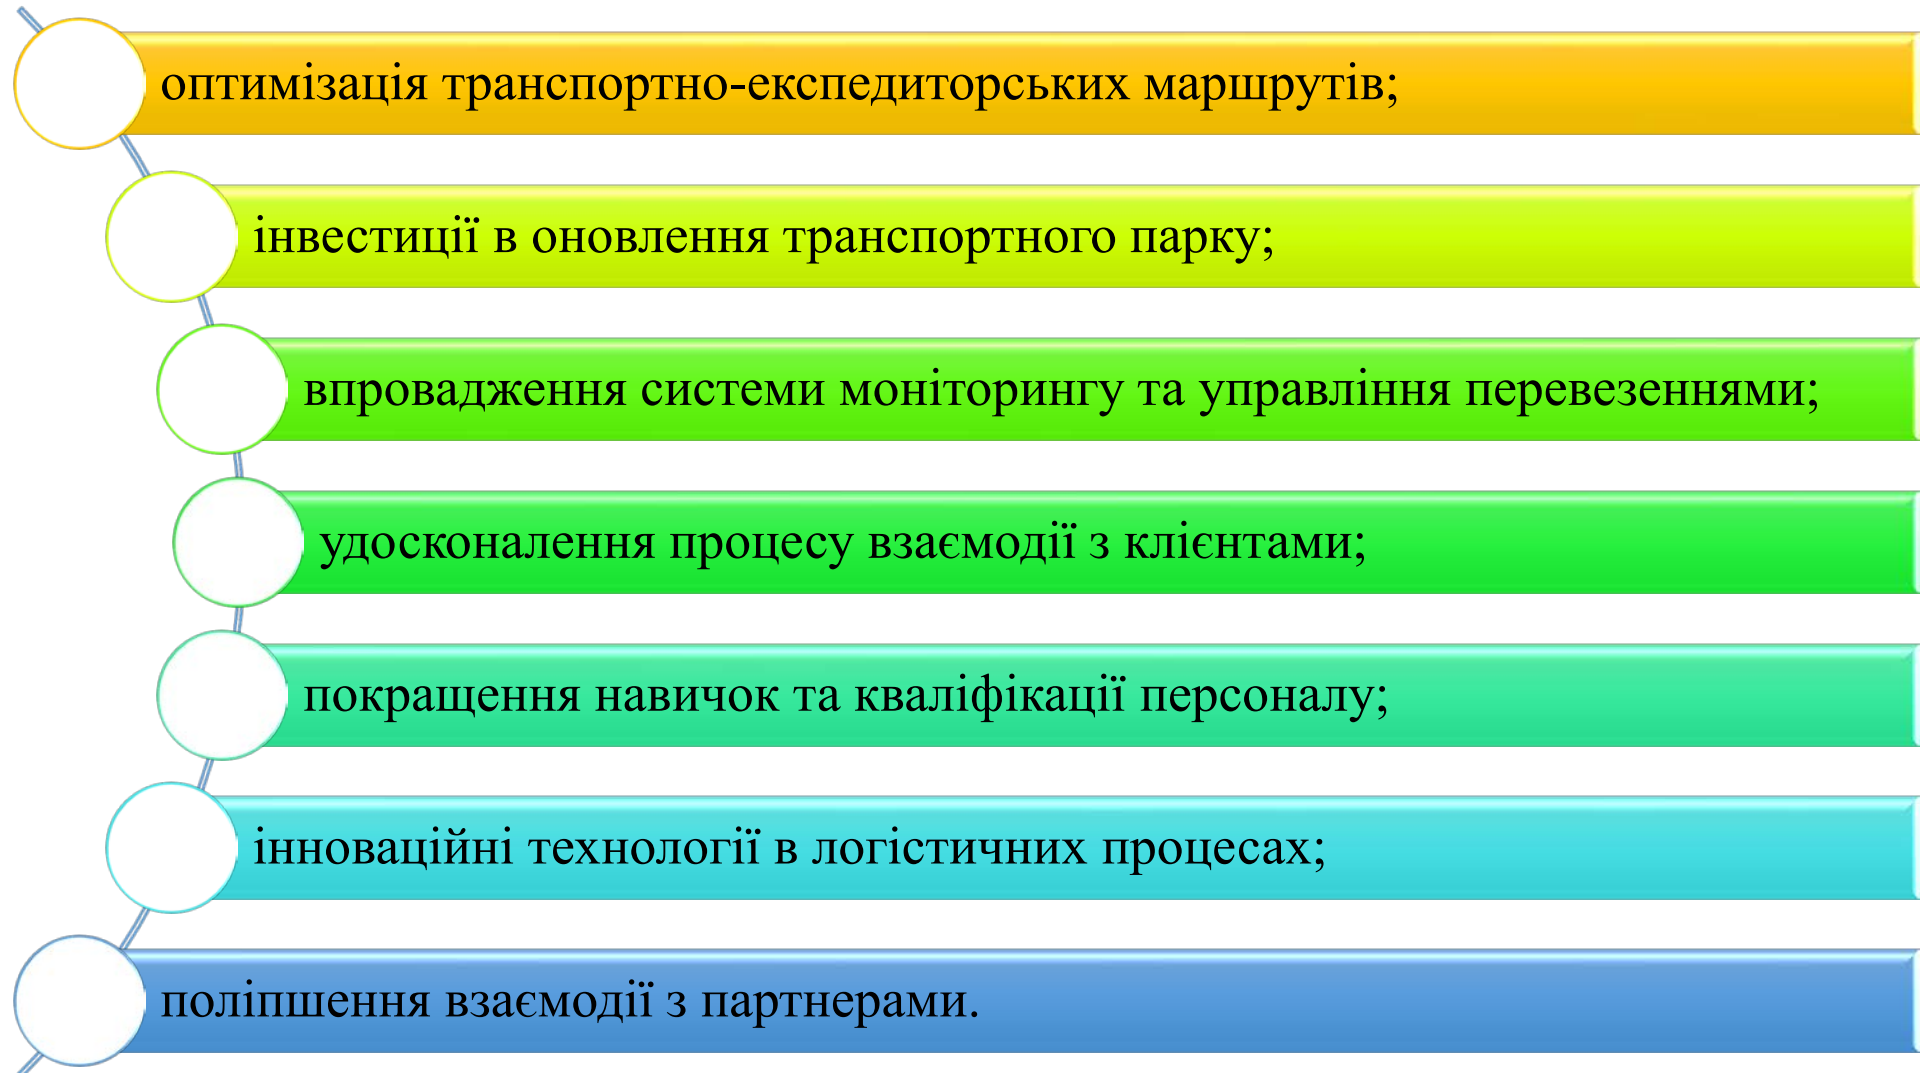 оптимізація транспортно-експедиторських маршрутів;
інвестиції в оновлення транспортного парку;
впровадження системи моніторингу та управління перевезеннями;
удосконалення процесу взаємодії з клієнтами;
покращення навичок та кваліфікації персоналу;
інноваційні технології в логістичних процесах;
поліпшення взаємодії з партнерами.